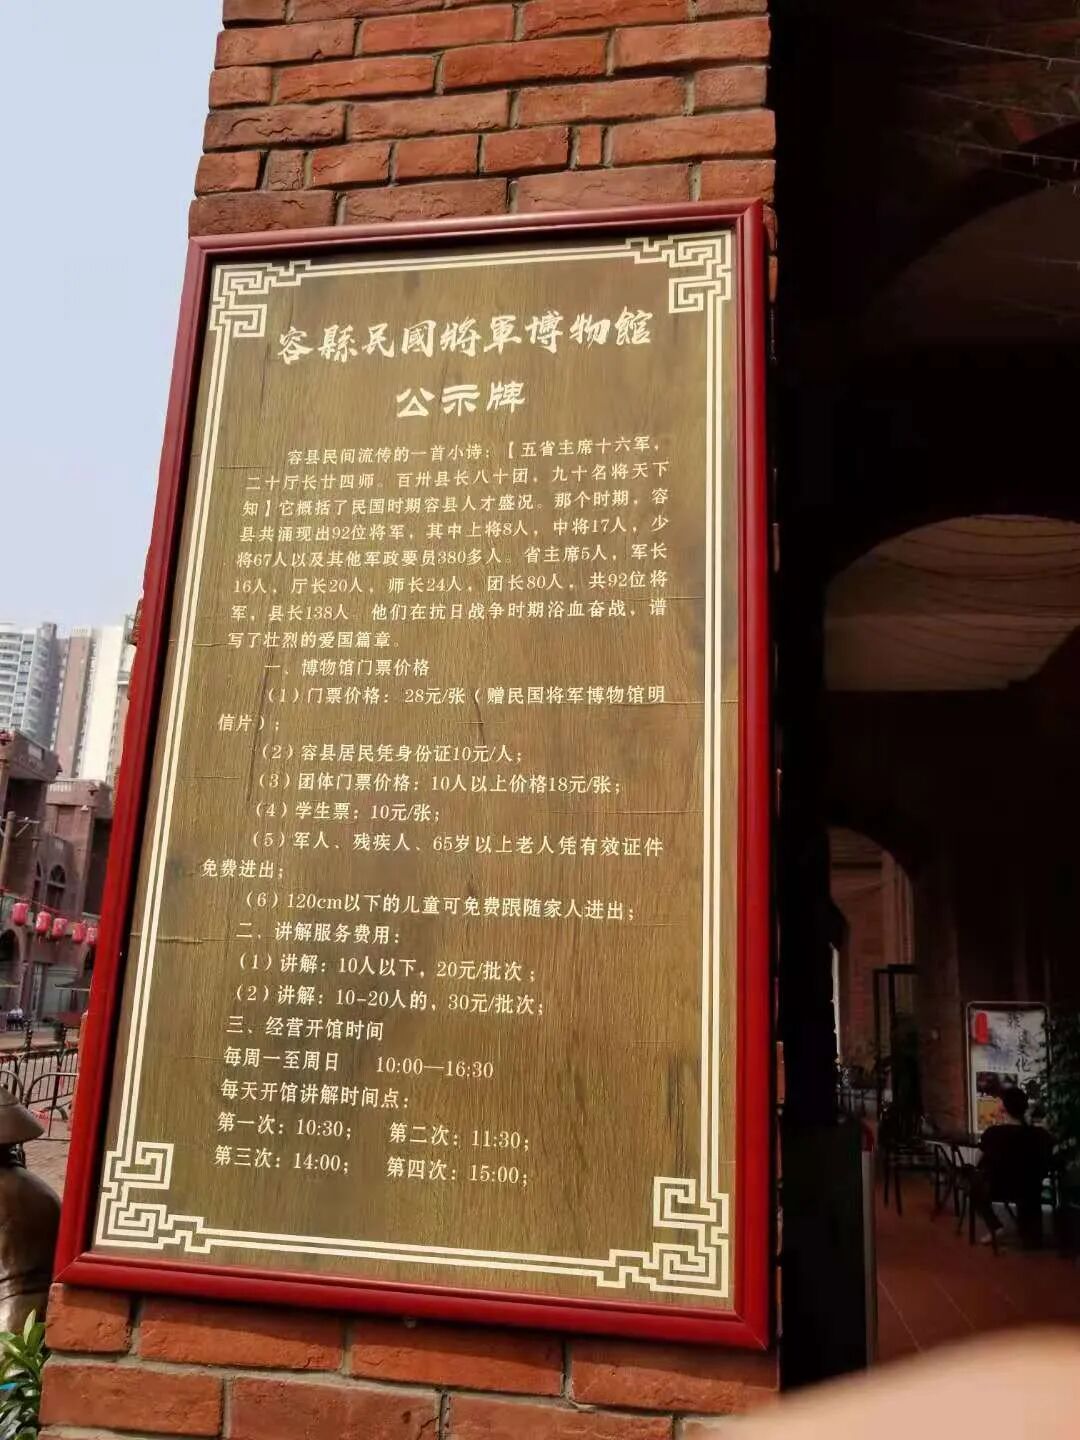 容縣民國將軍博物館
公示牌
容县民间流传的一首小诗：【五省主席十六军，
二十厅长廿四师。百卅县长八十团，九十名将天下
知】它概括了民国时期容县人才盛况。那个时期，容
县共涌现出92位将军，其中上将8人，中将17人，少
将67人以及其他军政要员380多人。省主席5人，军长
16人，厅长20人，师长24人，团长80人，共92位将
军，县长138人。他们在抗日战争时期浴血奋战，谱
写了壮烈的爱国篇章。
一、博物馆门票价格
（1）门票价格：28元/张（赠民国将军博物馆明
信片）；
（2）容县居民凭身份证10元/人；
（3）团体门票价格：10人以上价格18元/张；
（4）学生票：10元/张；
（5）军人、残疾人、65岁以上老人凭有效证件
免费进出；
（6）120cm以下的儿童可免费跟随家人进出；
二、讲解服务费用：
（1）讲解：10人以下，20元/批次；
（2）讲解：10-20人的，30元/批次；
三、经营开馆时间
每周一至周日 10:00—16:30
每天开馆讲解时间点：
第一次：10:30； 第二次：11:30；
第三次：14:00； 第四次：15:00；